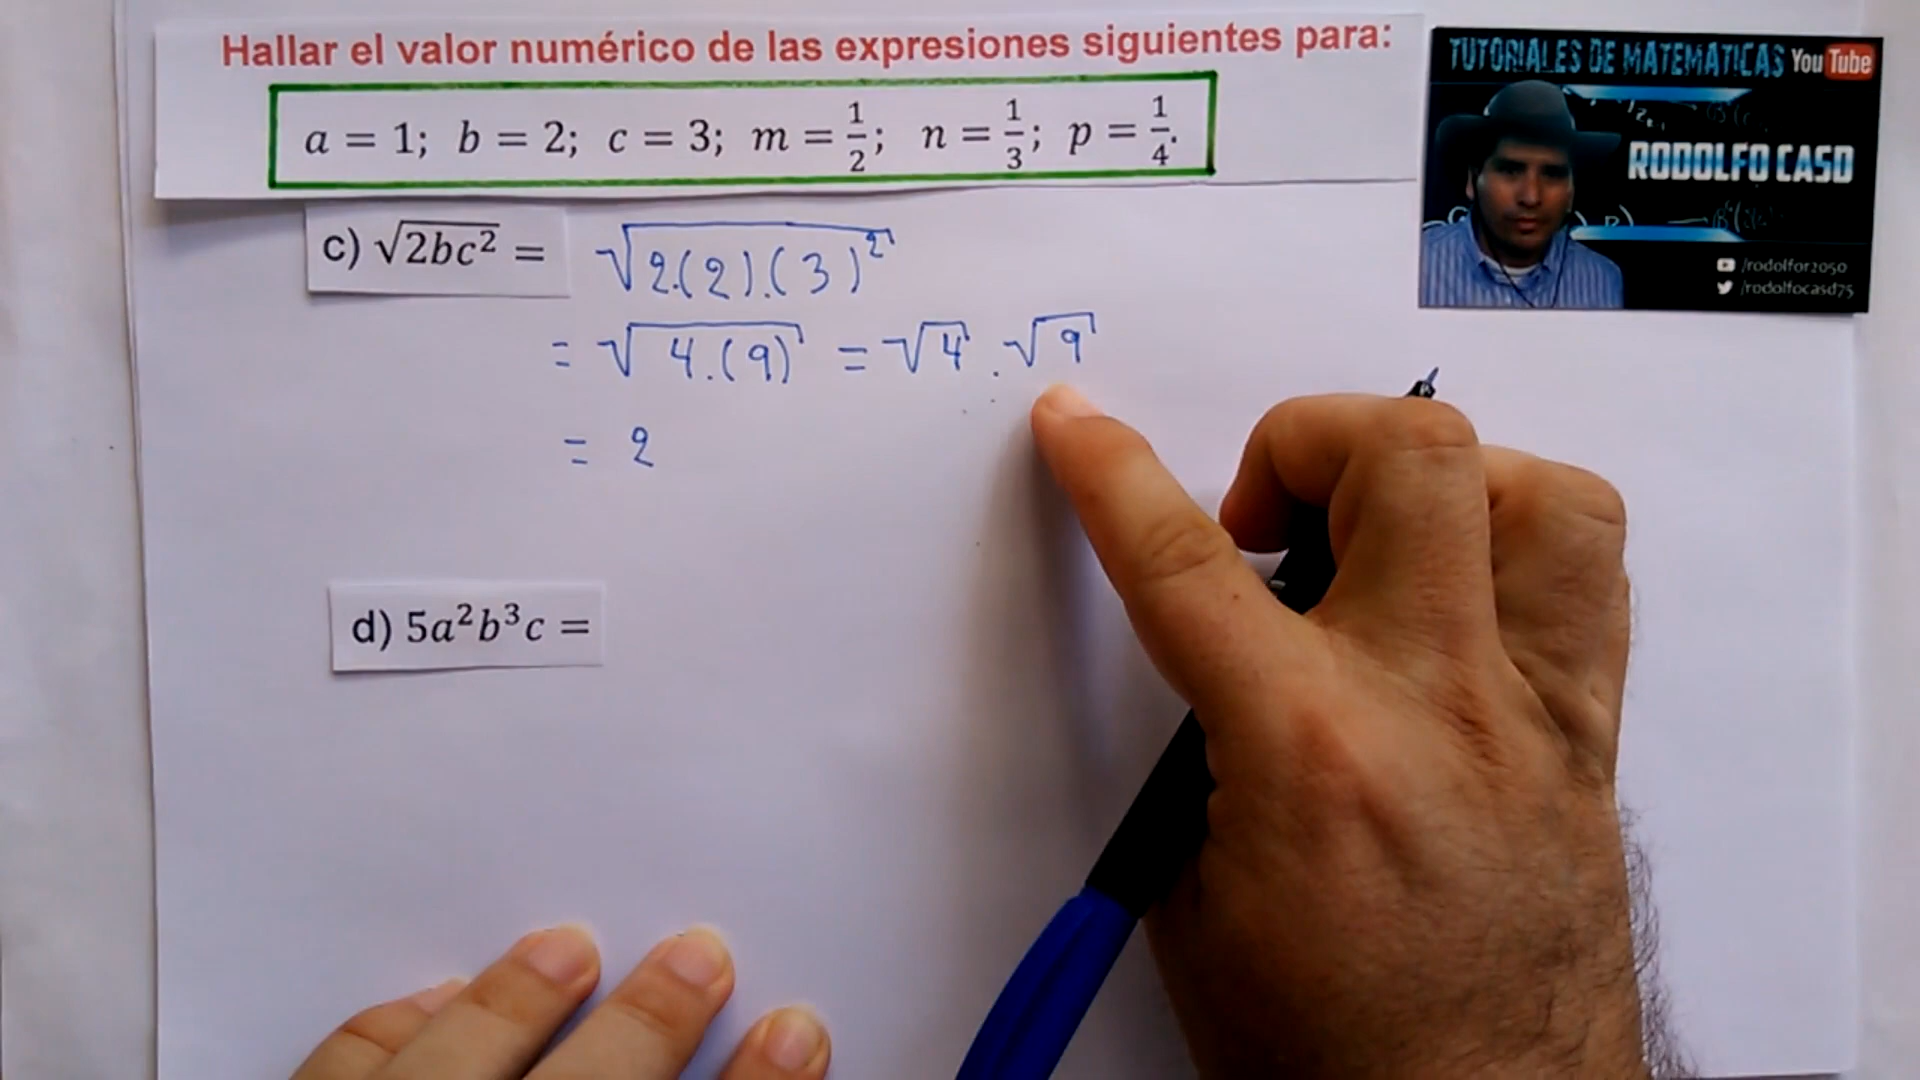 Hallar el valor numérico de las expresiones siguientes para:
a = 1; b = 2; c = 3; m = 1/2; n = 1/3; p = 1/4.
TUTORIALES DE MATEMATICAS YouTube
RODOLFO CASD
/rodolfor2050
/rodolfocasd75
c) √2bc² = √2.(2).(3)²
= √4.(9) = √4 . √9
= 2
d) 5a²b³c =